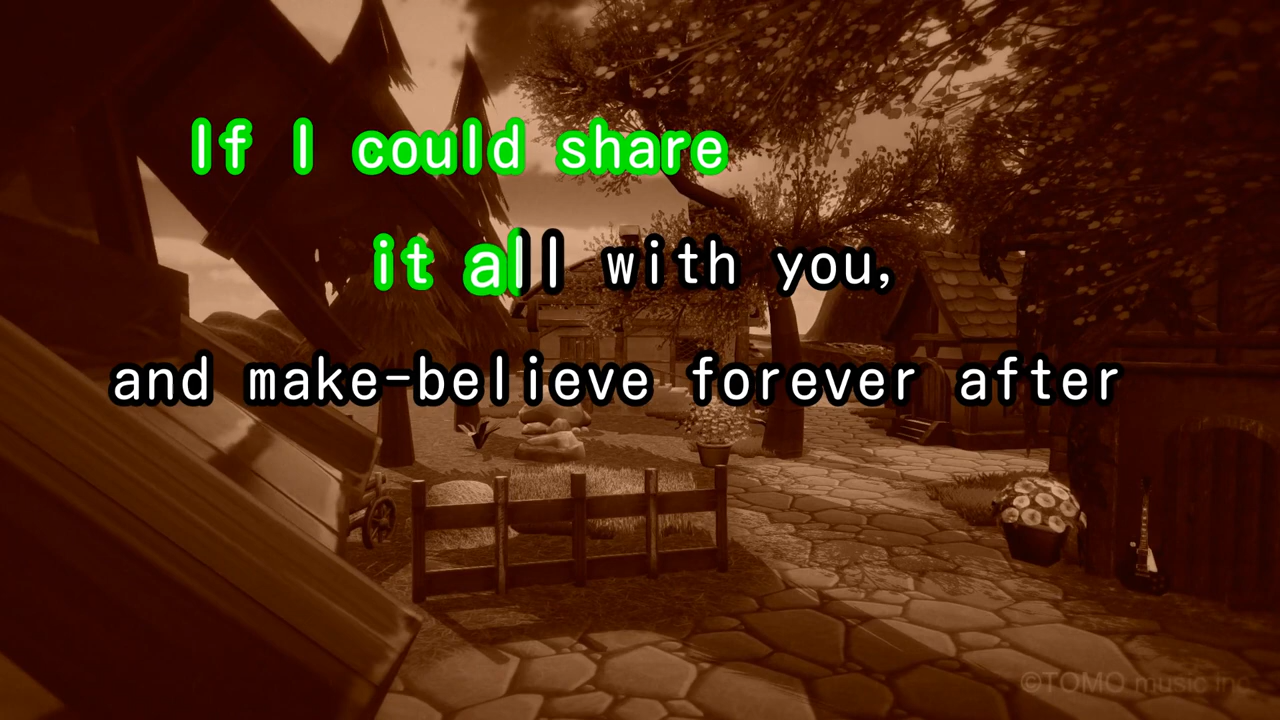 If I could share
it all with you,
and make-believe forever after
©TOMO music Inc